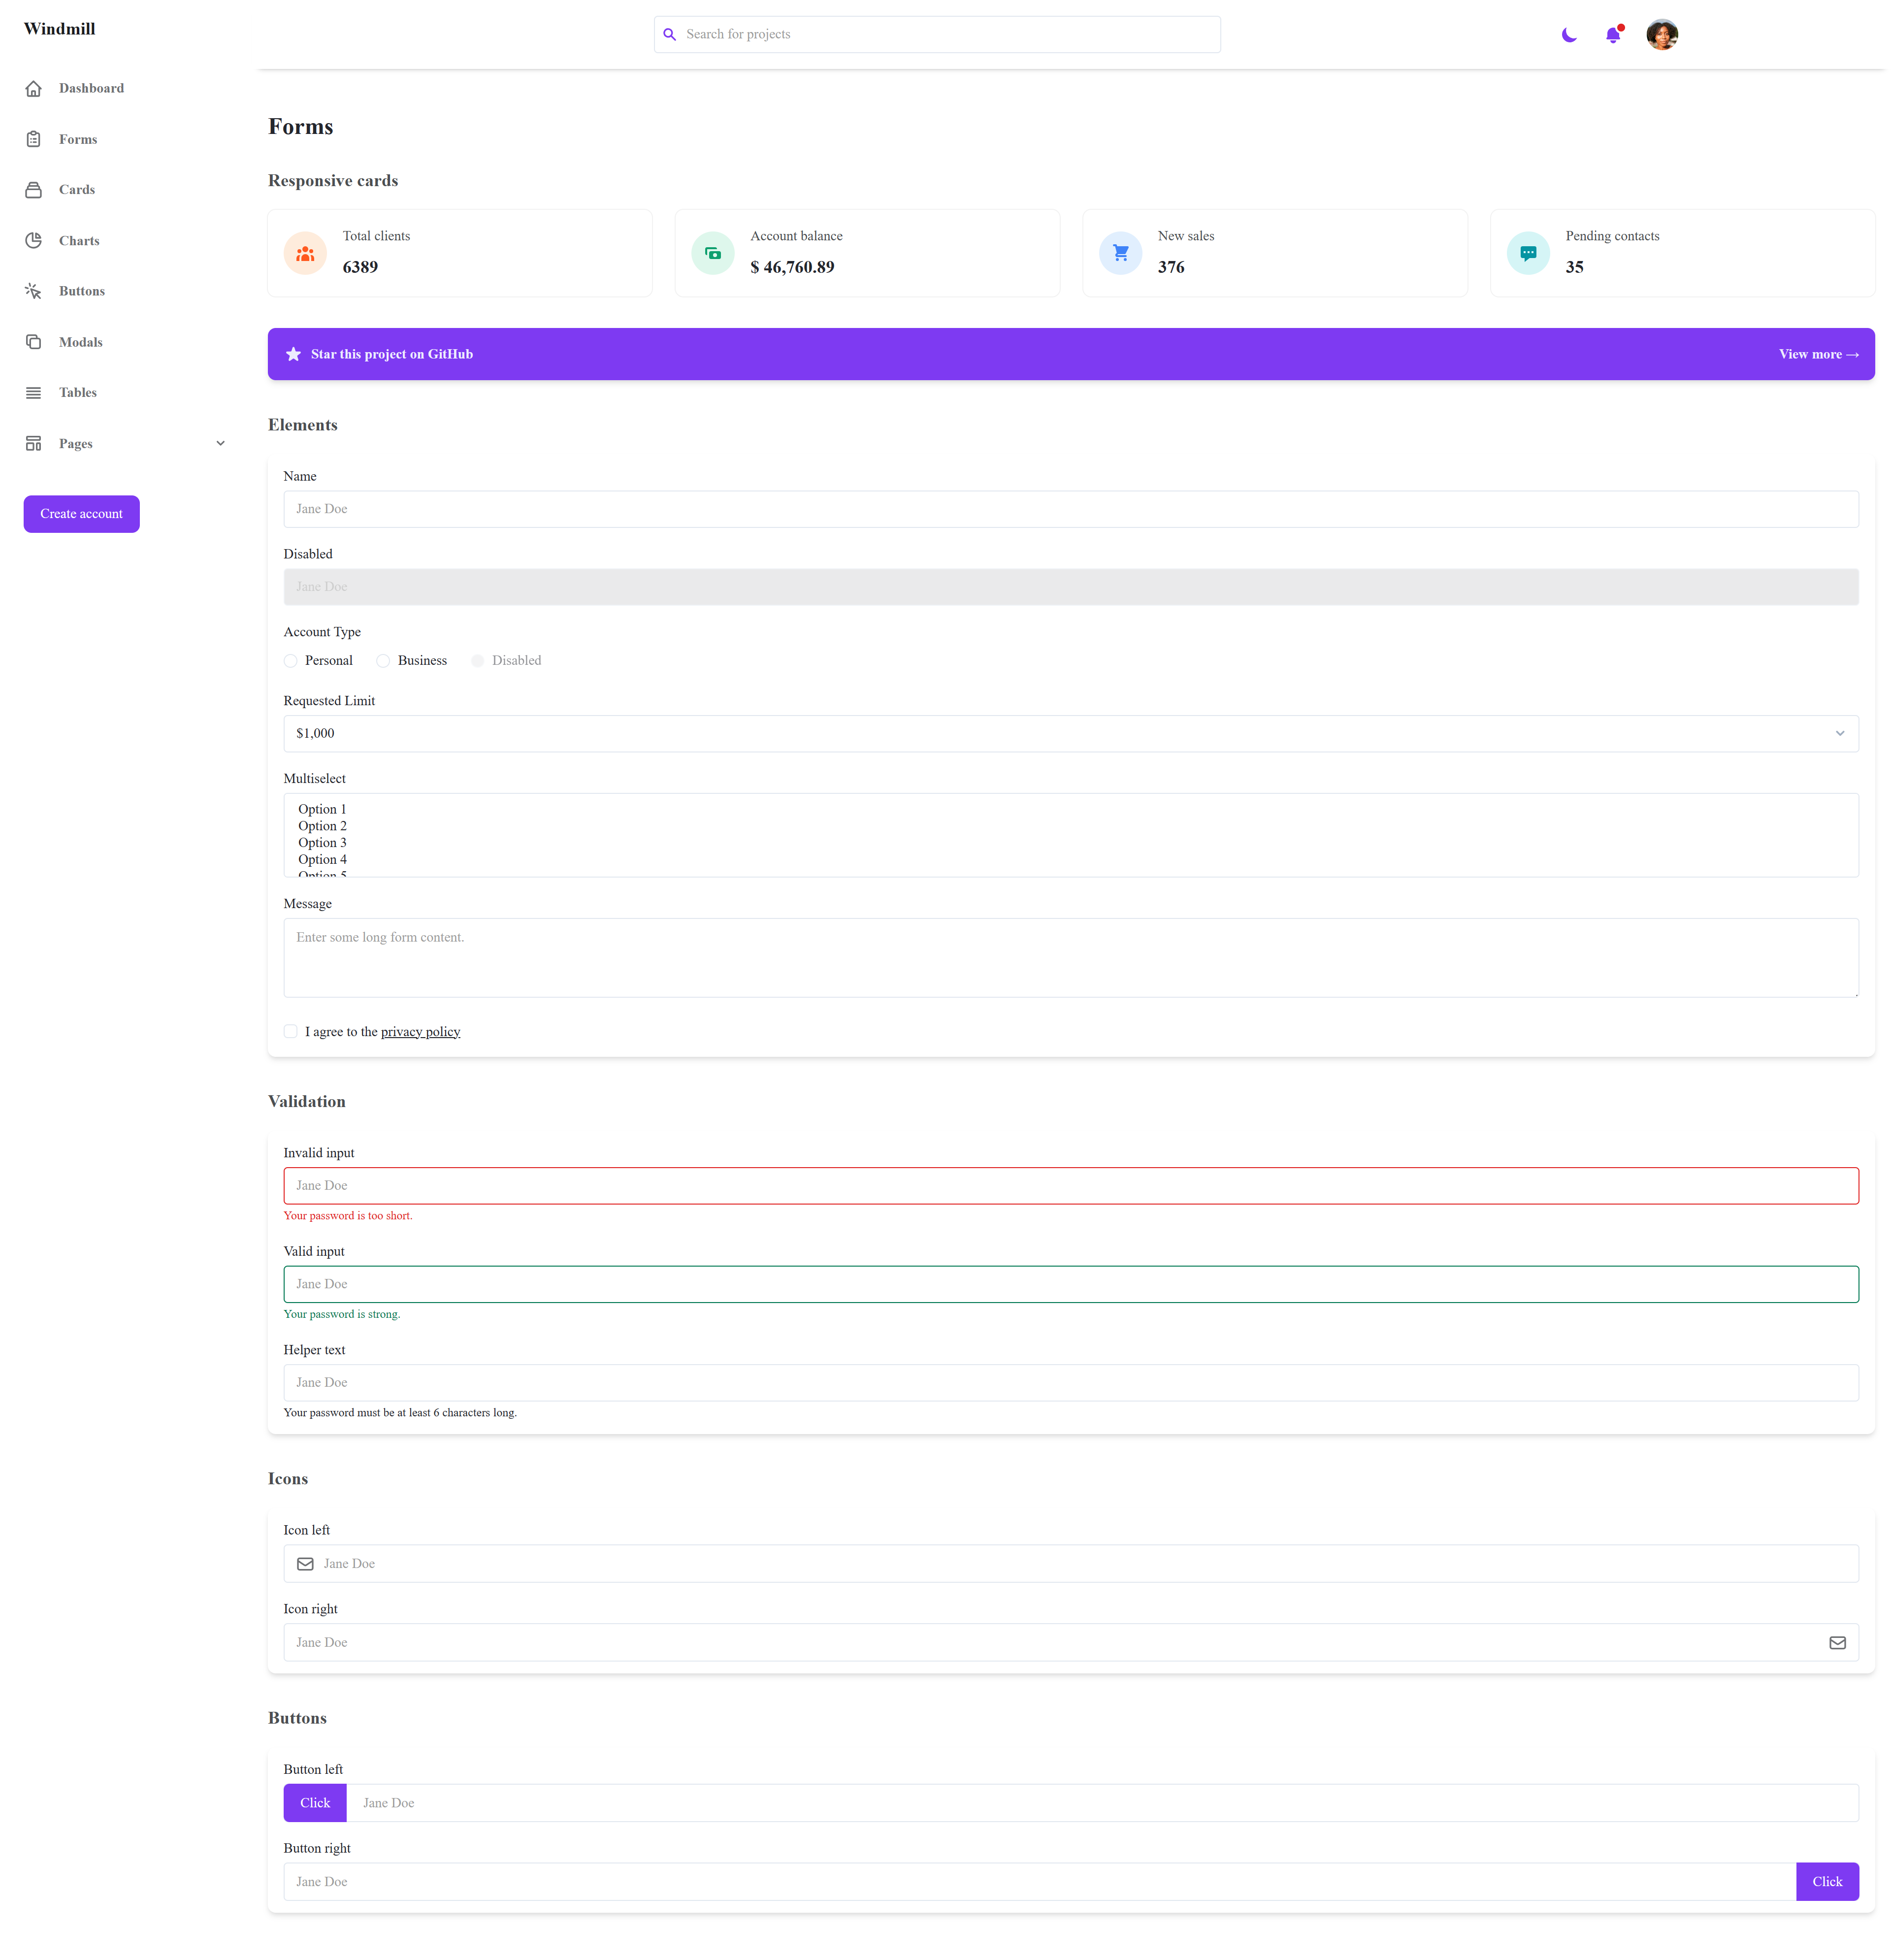 Windmill
Search for projects
Dashboard
Forms
Cards
Charts
Buttons
Modals
Tables
Pages
Create account
Forms
Responsive cards
Total clients
6389
Account balance
$ 46,760.89
New sales
376
Pending contacts
35
Star this project on GitHub
View more →
Elements
Name
Jane Doe
Disabled
Jane Doe
Account Type
Personal
Business
Disabled
Requested Limit
$1,000
Multiselect
Option 1
Option 2
Option 3
Option 4
Option 5
Message
Enter some long form content.
I agree to the privacy policy
Validation
Invalid input
Jane Doe
Your password is too short.
Valid input
Jane Doe
Your password is strong.
Helper text
Jane Doe
Your password must be at least 6 characters long.
Icons
Icon left
Jane Doe
Icon right
Jane Doe
Buttons
Button left
Click
Jane Doe
Button right
Jane Doe
Click